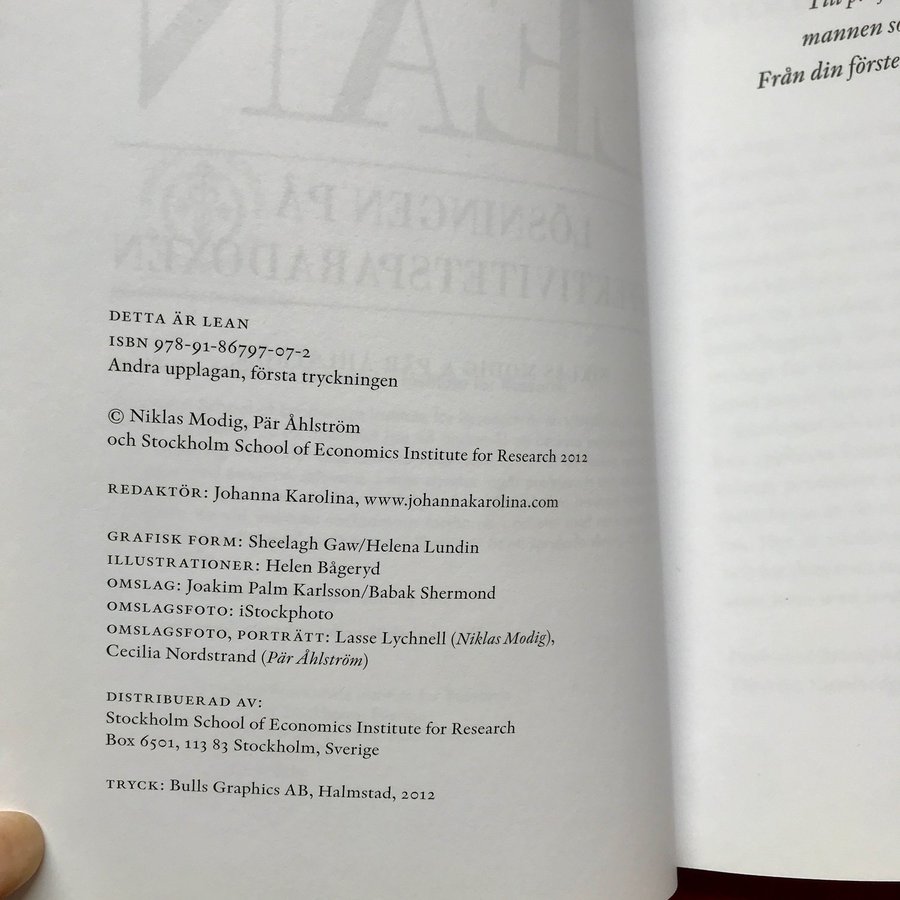 DETTA ÄR LEAN
ISBN 978-91-86797-07-2
Andra upplagan, första tryckningen
© Niklas Modig, Pär Åhlström
och Stockholm School of Economics Institute for Research 2012
REDAKTÖR: Johanna Karolina, www.johannakarolina.com
GRAFISK FORM: Sheelagh Gaw/Helena Lundin
ILLUSTRATIONER: Helen Bågeryd
OMSLAG: Joakim Palm Karlsson/Babak Shermond
OMSLAGSFOTO: iStockphoto
OMSLAGSFOTO, PORTRÄTT: Lasse Lychnell (Niklas Modig),
Cecilia Nordstrand (Pär Åhlström)
DISTRIBUERAD AV:
Stockholm School of Economics Institute for Research
Box 6501, 113 83 Stockholm, Sverige
TRYCK: Bulls Graphics AB, Halmstad, 2012
Till
mannen
Från din förste